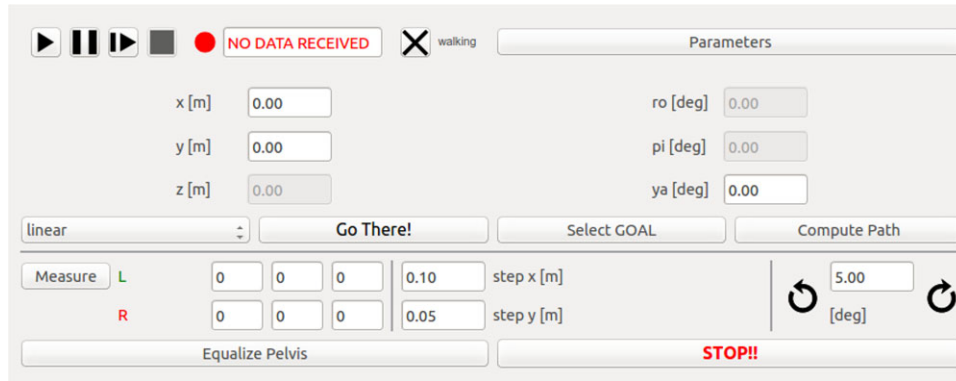 NO DATA RECEIVED walking Parameters
x [m] 0.00 ro [deg] 0.00
y [m] 0.00 pi [deg] 0.00
z [m] 0.00 ya [deg] 0.00
linear Go There! Select GOAL Compute Path
Measure L 0 0 0 0.10 step x [m] 5.00
R 0 0 0 0.05 step y [m] [deg]
Equalize Pelvis STOP!!